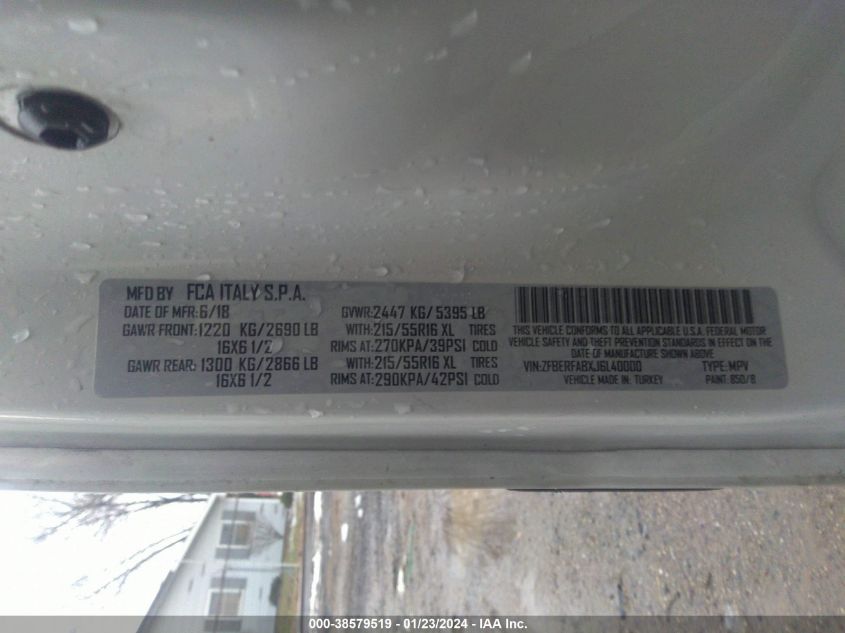 MFD BY FCA ITALY S.P.A.
DATE OF MFR: 6/18 GVWR: 2447 KG/ 5395 LB
GAWR FRONT: 1220 KG/ 2690 LB WITH: 215/55R16 XL TIRES
16X6 1/2 RIMS AT: 270KPA/39PSI COLD
GAWR REAR: 1300 KG/ 2866 LB WITH: 215/55R16 XL TIRES
16X6 1/2 RIMS AT: 290KPA/42PSI COLD
THIS VEHICLE CONFORMS TO ALL APPLICABLE U.S.A. FEDERAL MOTOR
VEHICLE SAFETY AND THEFT PREVENTION STANDARDS IN EFFECT ON THE
DATE OF MANUFACTURE SHOWN ABOVE
VIN: ZFBERFABXJ6L40000 TYPE: MPV
VEHICLE MADE IN: TURKEY PAINT: 850/B
000-38579519 - 01/23/2024 - IAA Inc.